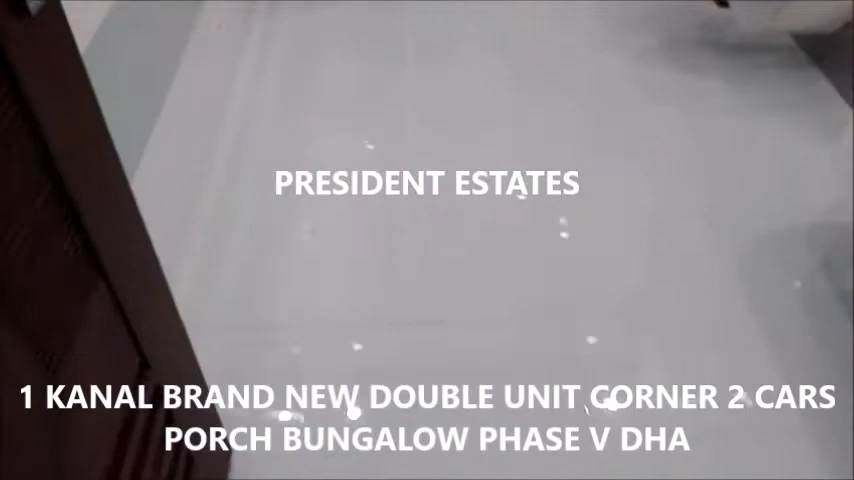 PRESIDENT ESTATES
1 KANAL BRAND NEW DOUBLE UNIT CORNER 2 CARS
PORCH BUNGALOW PHASE V DHA